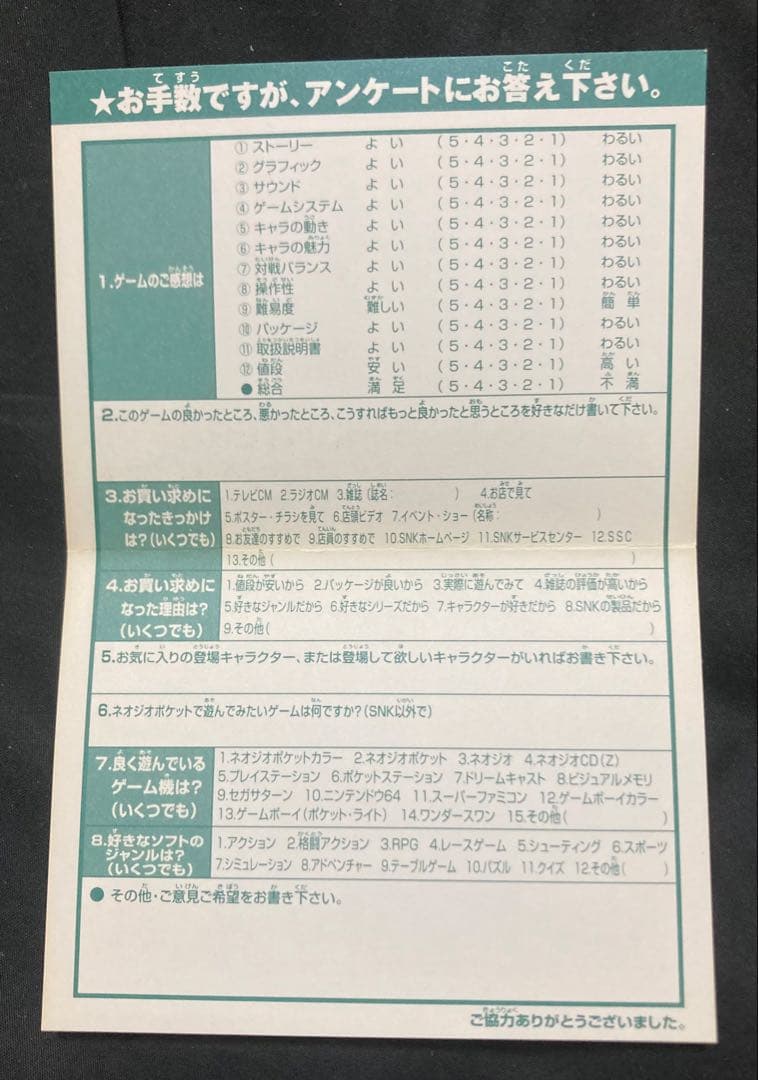 ★お手数ですが、アンケートにお答え下さい。
1.ゲームのご感想は
① ストーリー よい (5・4・3・2・1) わるい
② グラフィック よい (5・4・3・2・1) わるい
③ サウンド よい (5・4・3・2・1) わるい
④ ゲームシステム よい (5・4・3・2・1) わるい
⑤ キャラの動き よい (5・4・3・2・1) わるい
⑥ キャラの魅力 よい (5・4・3・2・1) わるい
⑦ 対戦バランス よい (5・4・3・2・1) わるい
⑧ 操作性 よい (5・4・3・2・1) わるい
⑨ 難易度 難しい (5・4・3・2・1) 簡単
⑩ パッケージ よい (5・4・3・2・1) わるい
⑪ 取扱説明書 よい (5・4・3・2・1) わるい
⑫ 値段 安い (5・4・3・2・1) 高い
● 総合 満足 (5・4・3・2・1) 不満
2.このゲームの良かったところ、悪かったところ、こうすればもっと良かったと思うところを好きなだけ書いて下さい。
3.お買い求めに
なったきっかけ
は?(いくつでも)
1.テレビCM 2.ラジオCM 3.雑誌(誌名: ) 4.お店で見て
5.ポスター・チラシを見て 6.店頭ビデオ 7.イベント・ショー(名称: )
8.お友達のすすめで 9.店員のすすめで 10.SNKホームページ 11.SNKサービスセンター 12.SSC
13.その他( )
4.お買い求めに
なった理由は?
(いくつでも)
1.値段が安いから 2.パッケージが良いから 3.実際に遊んでみて 4.雑誌の評価が高いから
5.好きなジャンルだから 6.好きなシリーズだから 7.キャラクターが好きだから 8.SNKの製品だから
9.その他( )
5.お気に入りの登場キャラクター、または登場して欲しいキャラクターがいればお書き下さい。
6.ネオジオポケットで遊んでみたいゲームは何ですか?(SNK以外で)
7.良く遊んでいる
ゲーム機は?
(いくつでも)
1.ネオジオポケットカラー 2.ネオジオポケット 3.ネオジオ 4.ネオジオCD(Z)
5.プレイステーション 6.ポケットステーション 7.ドリームキャスト 8.ビジュアルメモリ
9.セガサターン 10.ニンテンドウ64 11.スーパーファミコン 12.ゲームボーイカラー
13.ゲームボーイ(ポケット・ライト) 14.ワンダースワン 15.その他( )
8.好きなソフトの
ジャンルは?
(いくつでも)
1.アクション 2.格闘アクション 3.RPG 4.レースゲーム 5.シューティング 6.スポーツ
7.シミュレーション 8.アドベンチャー 9.テーブルゲーム 10.パズル 11.クイズ 12.その他( )
● その他・ご意見ご希望をお書き下さい。
ご協力ありがとうございました。